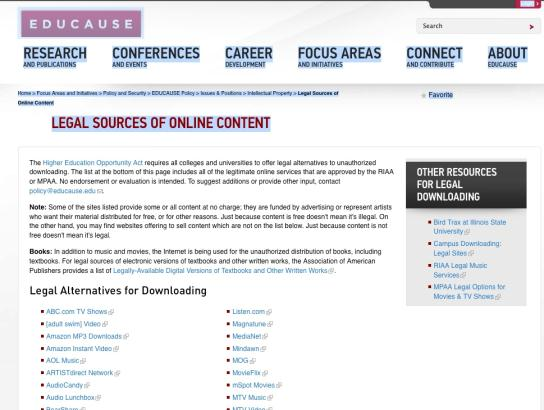 Login
EDUCAUSE
Search
RESEARCH
AND PUBLICATIONS
CONFERENCES
AND EVENTS
CAREER
DEVELOPMENT
FOCUS AREAS
AND INITIATIVES
CONNECT
AND CONTRIBUTE
ABOUT
EDUCAUSE
Home > Focus Areas and Initiatives > Policy and Security > EDUCAUSE Policy > Issues & Positions > Intellectual Property > Legal Sources of
Online Content
Favorite
LEGAL SOURCES OF ONLINE CONTENT
The Higher Education Opportunity Act requires all colleges and universities to offer legal alternatives to unauthorized
downloading. The list at the bottom of this page includes all of the legitimate online services that are approved by the RIAA
or MPAA. No endorsement or evaluation is intended. To suggest additions or provide other input, contact
policy@educause.edu
Note: Some of the sites listed provide some or all content at no charge; they are funded by advertising or represent artists
who want their material distributed for free, or for other reasons. Just because content is free doesn't mean it's illegal. On
the other hand, you may find websites offering to sell content which are not on the list below. Just because content is not
free doesn't mean it's legal.
Books: In addition to music and movies, the Internet is being used for the unauthorized distribution of books, including
textbooks. For legal sources of electronic versions of textbooks and other written works, the Association of American
Publishers provides a list of Legally-Available Digital Versions of Textbooks and Other Written Works.
Legal Alternatives for Downloading
ABC.com TV Shows
[adult swim] Video
Amazon MP3 Downloads
Amazon Instant Video
AOL Music
ARTISTdirect Network
AudioCandy
Audio Lunchbox
BearShare
Listen.com
Magnatune
MediaNet
Mindawn
MOG
MovieFlix
mSpot Movies
MTV Music
MTV Video
OTHER RESOURCES
FOR LEGAL
DOWNLOADING
Bird Trax at Illinois State
University
Campus Downloading:
Legal Sites
RIAA Legal Music
Services
MPAA Legal Options for
Movies & TV Shows